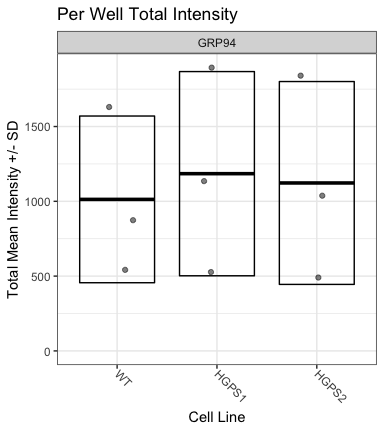 Per Well Total Intensity
GRP94
Total Mean Intensity +/- SD
1500
1000
500
0
WT
HGPS1
HGPS2
Cell Line